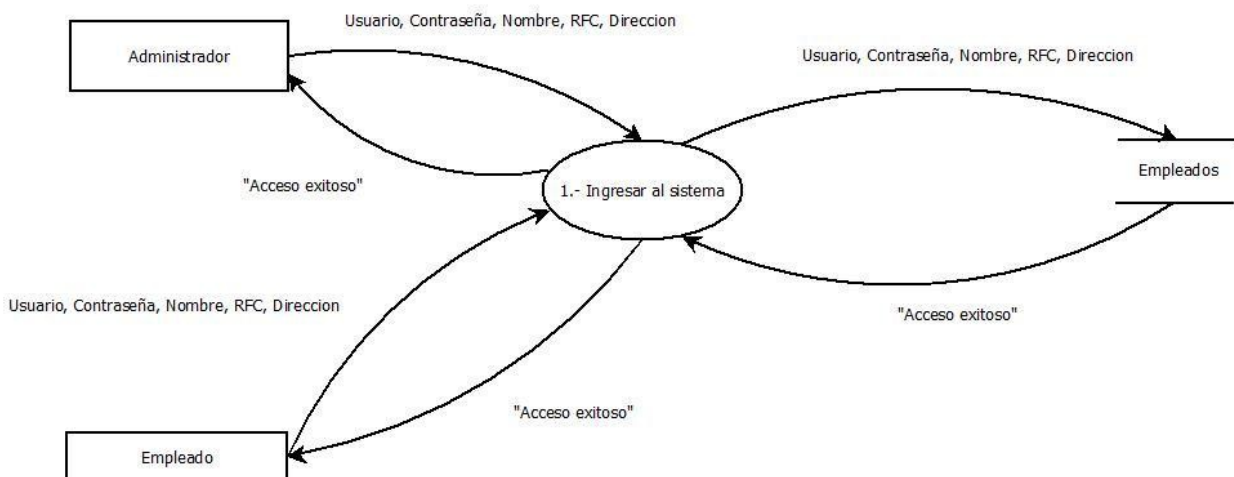 Usuario, Contraseña, Nombre, RFC, Direccion
Administrador
Usuario, Contraseña, Nombre, RFC, Direccion
"Acceso exitoso"
1.- Ingresar al sistema
Empleados
Usuario, Contraseña, Nombre, RFC, Direccion
"Acceso exitoso"
"Acceso exitoso"
Empleado